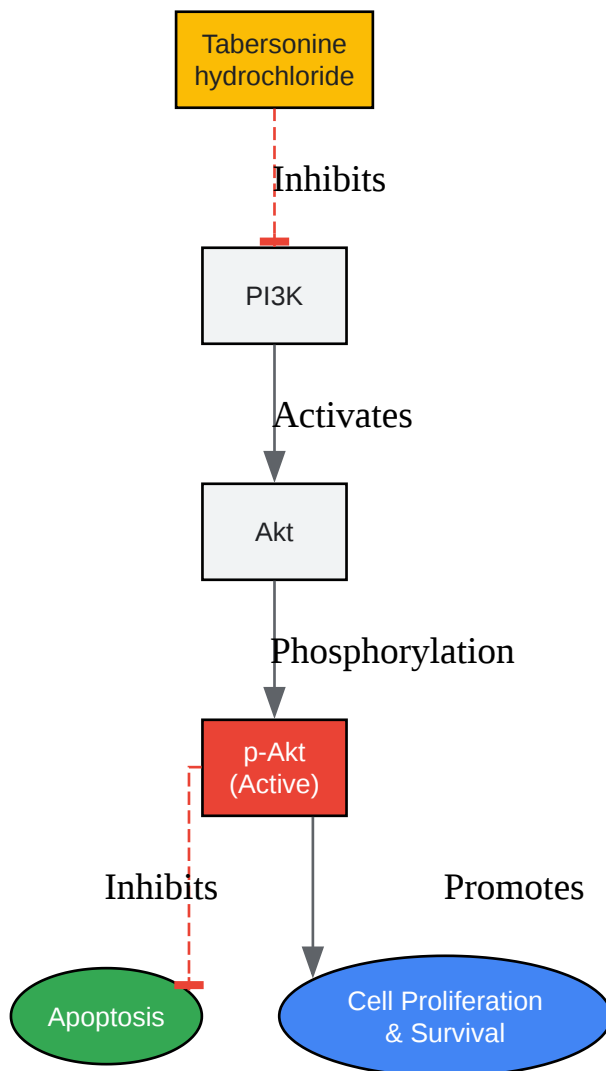 Tabersonine
hydrochloride
Inhibits
PI3K
Activates
Akt
Phosphorylation
p-Akt
(Active)
Inhibits
Promotes
Apoptosis
Cell Proliferation
& Survival